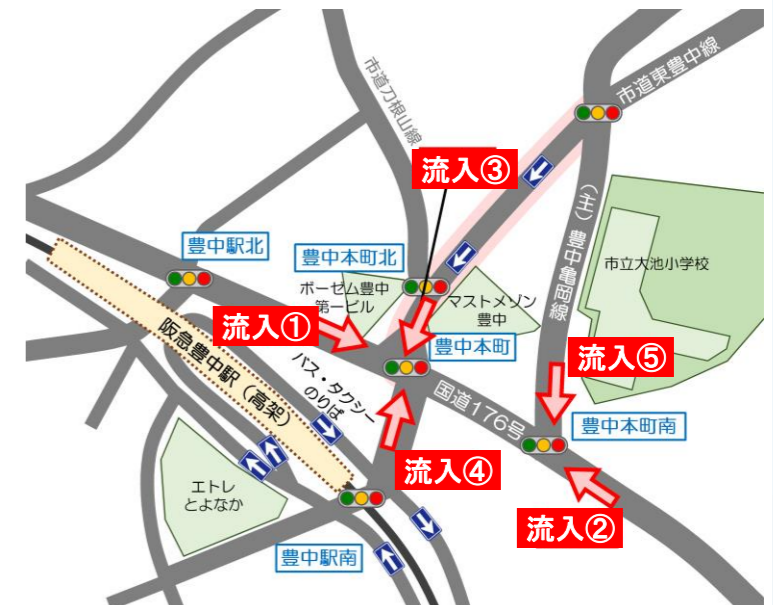 市道東豊中線
市道刀根山線
流入③
(主)豊中亀岡線
豊中駅北
豊中本町北
市立大池小学校
ボーゼム豊中
第一ビル
マストメゾン
豊中
流入①
豊中本町
阪急豊中駅(高架)
バス・タクシー
のりば
流入⑤
国道176号
豊中本町南
流入④
エトレ
とよなか
流入②
豊中駅南